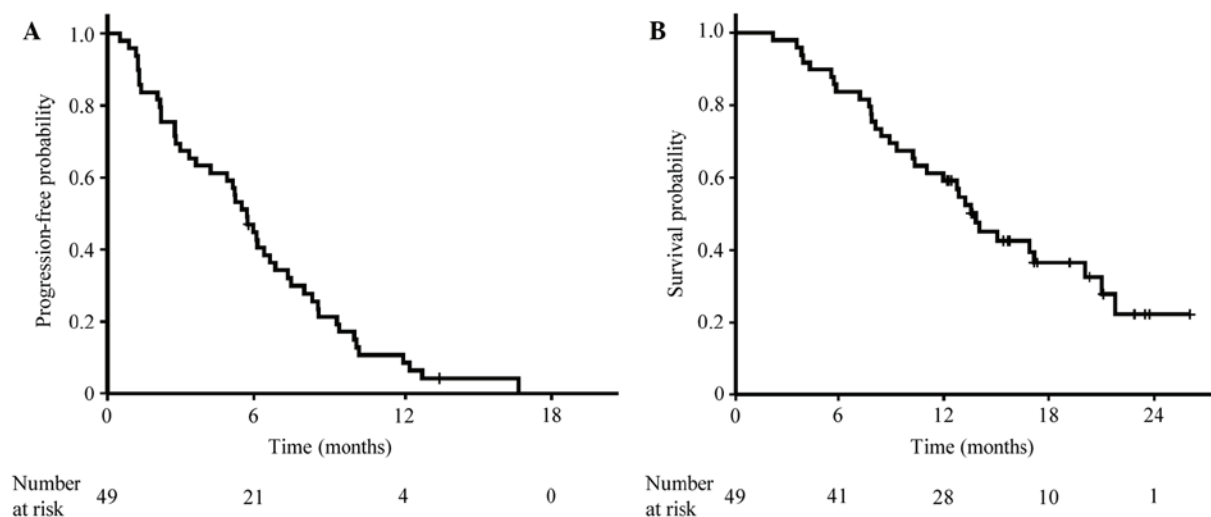 A
Progression-free probability
1.0
0.8
0.6
0.4
0.2
0
0 6 12 18
Time (months)
Number
at risk 49 21 4 0
B
Survival probability
1.0
0.8
0.6
0.4
0.2
0
0 6 12 18 24
Time (months)
Number
at risk 49 41 28 10 1